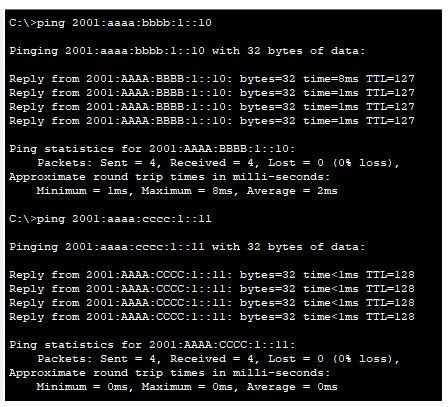 C:\>ping 2001:aaaa:bbbb:1::10
Pinging 2001:aaaa:bbbb:1::10 with 32 bytes of data:
Reply from 2001:AAAA:BBBB:1::10: bytes=32 time=8ms TTL=127
Reply from 2001:AAAA:BBBB:1::10: bytes=32 time=1ms TTL=127
Reply from 2001:AAAA:BBBB:1::10: bytes=32 time=1ms TTL=127
Reply from 2001:AAAA:BBBB:1::10: bytes=32 time=1ms TTL=127
Ping statistics for 2001:AAAA:BBBB:1::10:
Packets: Sent = 4, Received = 4, Lost = 0 (0% loss),
Approximate round trip times in milli-seconds:
Minimum = 1ms, Maximum = 8ms, Average = 2ms
C:\>ping 2001:aaaa:cccc:1::11
Pinging 2001:aaaa:cccc:1::11 with 32 bytes of data:
Reply from 2001:AAAA:CCCC:1::11: bytes=32 time<1ms TTL=128
Reply from 2001:AAAA:CCCC:1::11: bytes=32 time<1ms TTL=128
Reply from 2001:AAAA:CCCC:1::11: bytes=32 time<1ms TTL=128
Reply from 2001:AAAA:CCCC:1::11: bytes=32 time<1ms TTL=128
Ping statistics for 2001:AAAA:CCCC:1::11:
Packets: Sent = 4, Received = 4, Lost = 0 (0% loss),
Approximate round trip times in milli-seconds:
Minimum = 0ms, Maximum = 0ms, Average = 0ms